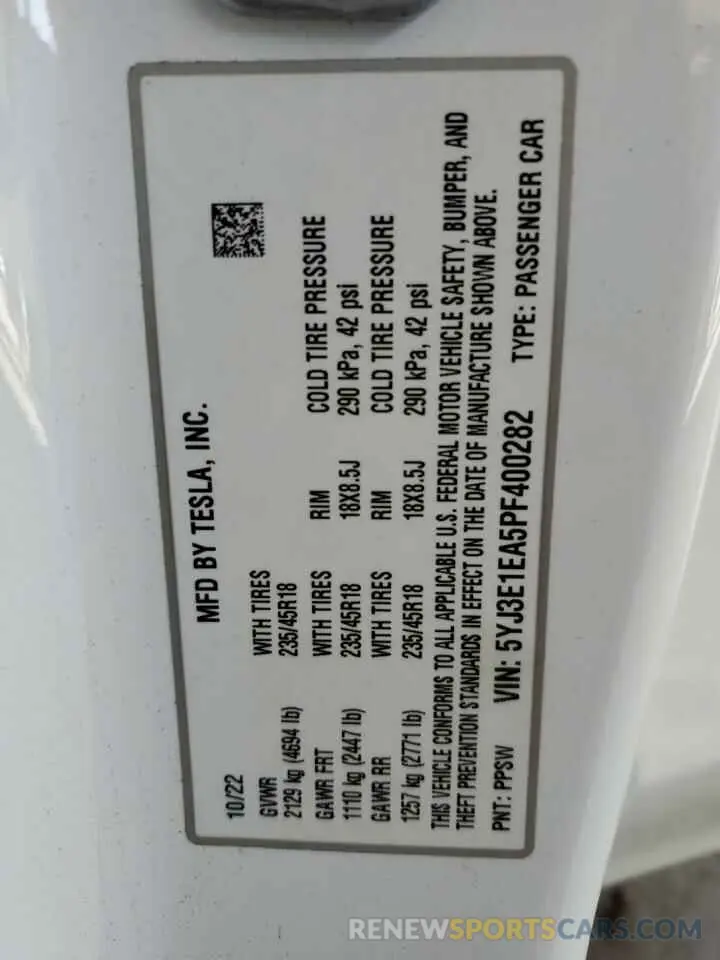 MFD BY TESLA, INC.
10/22
GVWR WITH TIRES
2129 kg (4694 lb) 235/45R18
GAWR FRT WITH TIRES RIM COLD TIRE PRESSURE
1110 kg (2447 lb) 235/45R18 18X8.5J 290 kPa, 42 psi
GAWR RR WITH TIRES RIM COLD TIRE PRESSURE
1257 kg (2771 lb) 235/45R18 18X8.5J 290 kPa, 42 psi
THIS VEHICLE CONFORMS TO ALL APPLICABLE U.S. FEDERAL MOTOR VEHICLE SAFETY, BUMPER, AND
THEFT PREVENTION STANDARDS IN EFFECT ON THE DATE OF MANUFACTURE SHOWN ABOVE.
PNT: PPSW VIN: 5YJ3E1EA5PF400282 TYPE: PASSENGER CAR
RENEWSPORTSCARS.COM